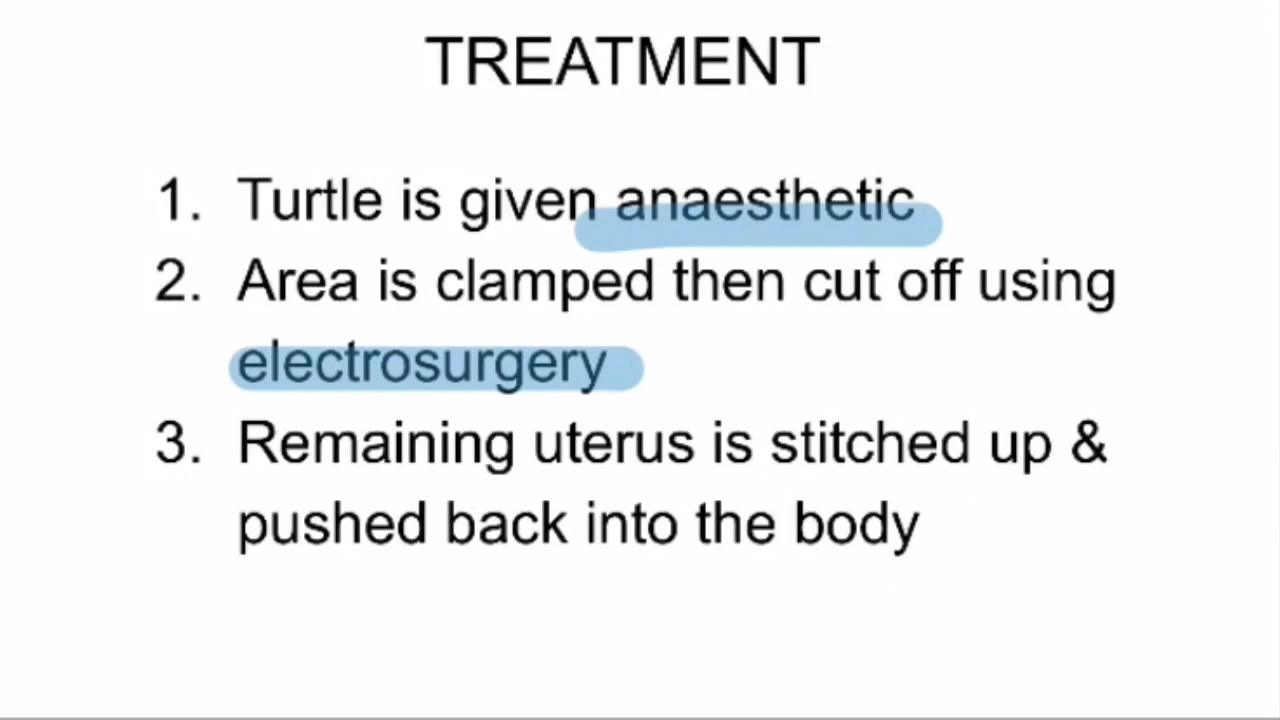 TREATMENT
1. Turtle is given anaesthetic
2. Area is clamped then cut off using
electrosurgery
3. Remaining uterus is stitched up &
pushed back into the body